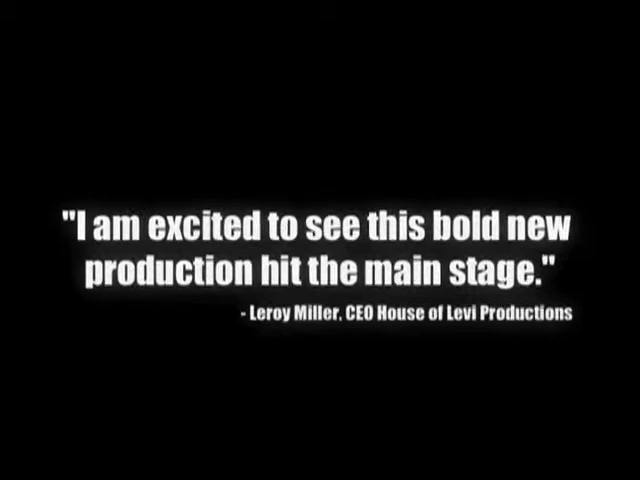 "I am excited to see this bold new
production hit the main stage."
- Leroy Miller, CEO House of Levi Productions